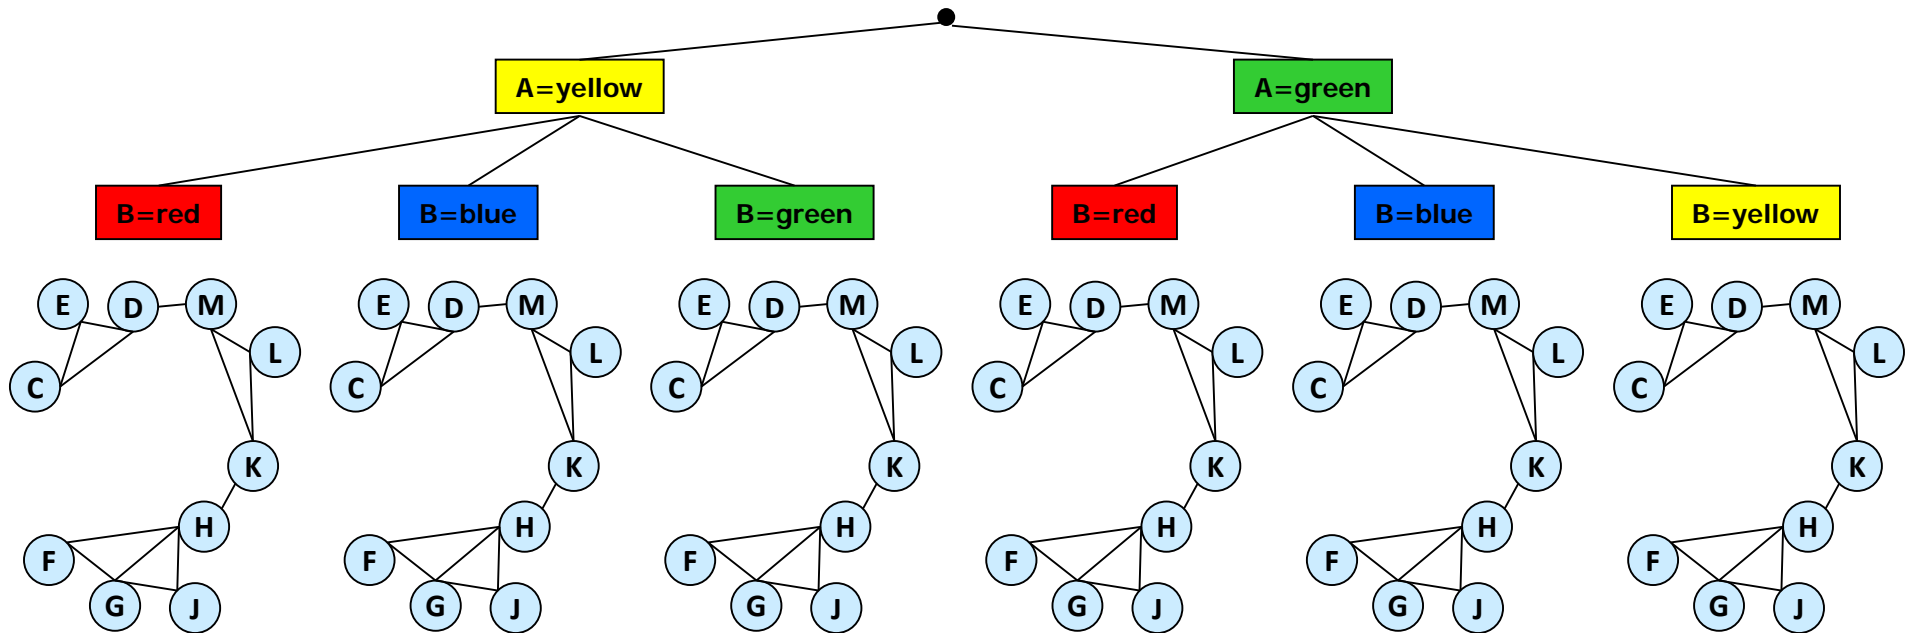 A=yellow A=green
B=red B=blue B=green B=red B=blue B=yellow
E D M E D M E D M E D M E D M E D M
L L L L L L
C C C C C C
K K K K K K
H H H H H H
F F F F F F
G J G J G J G J G J G J